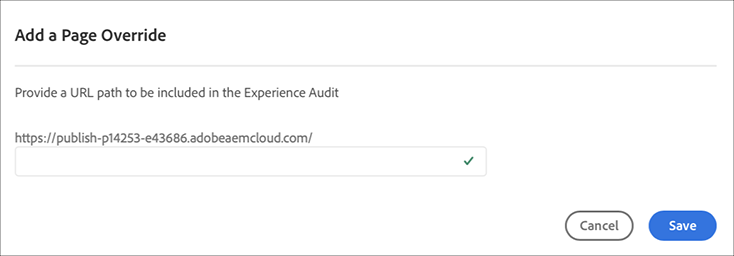 Add a Page Override
Provide a URL path to be included in the Experience Audit
https://publish-p14253-e43686.adobeaemcloud.com/
Cancel Save